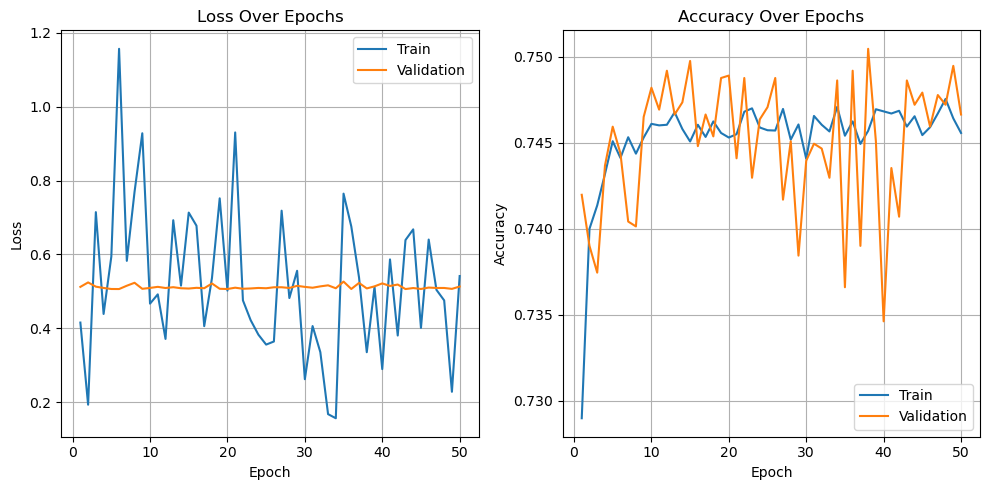 Loss Over Epochs
Train
Validation
1.2
1.0
0.8
0.6
0.4
0.2
Loss
0
10
20
30
40
50
Epoch
Accuracy Over Epochs
0.750
0.745
0.740
0.735
0.730
Accuracy
Train
Validation
0
10
20
30
40
50
Epoch